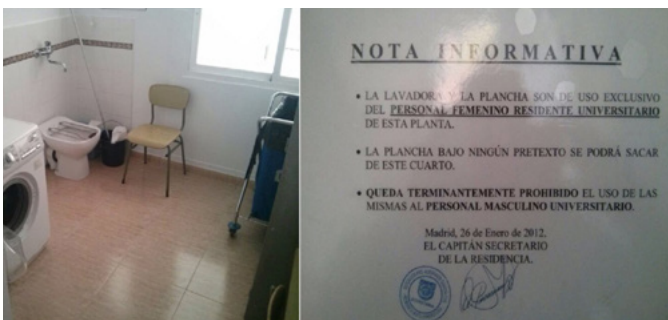 NOTA INFORMATIVA
• LA LAVADORA Y LA PLANCHA SON DE USO EXCLUSIVO
DEL PERSONAL FEMENINO RESIDENTE UNIVERSITARIO
DE ESTA PLANTA.
• LA PLANCHA BAJO NINGÚN PRETEXTO SE PODRÁ SACAR
DE ESTE CUARTO.
• QUEDA TERMINANTEMENTE PROHIBIDO EL USO DE LAS
MISMAS AL PERSONAL MASCULINO UNIVERSITARIO.
Madrid, 26 de Enero de 2012.
EL CAPITÁN SECRETARIO
DE LA RESIDENCIA.